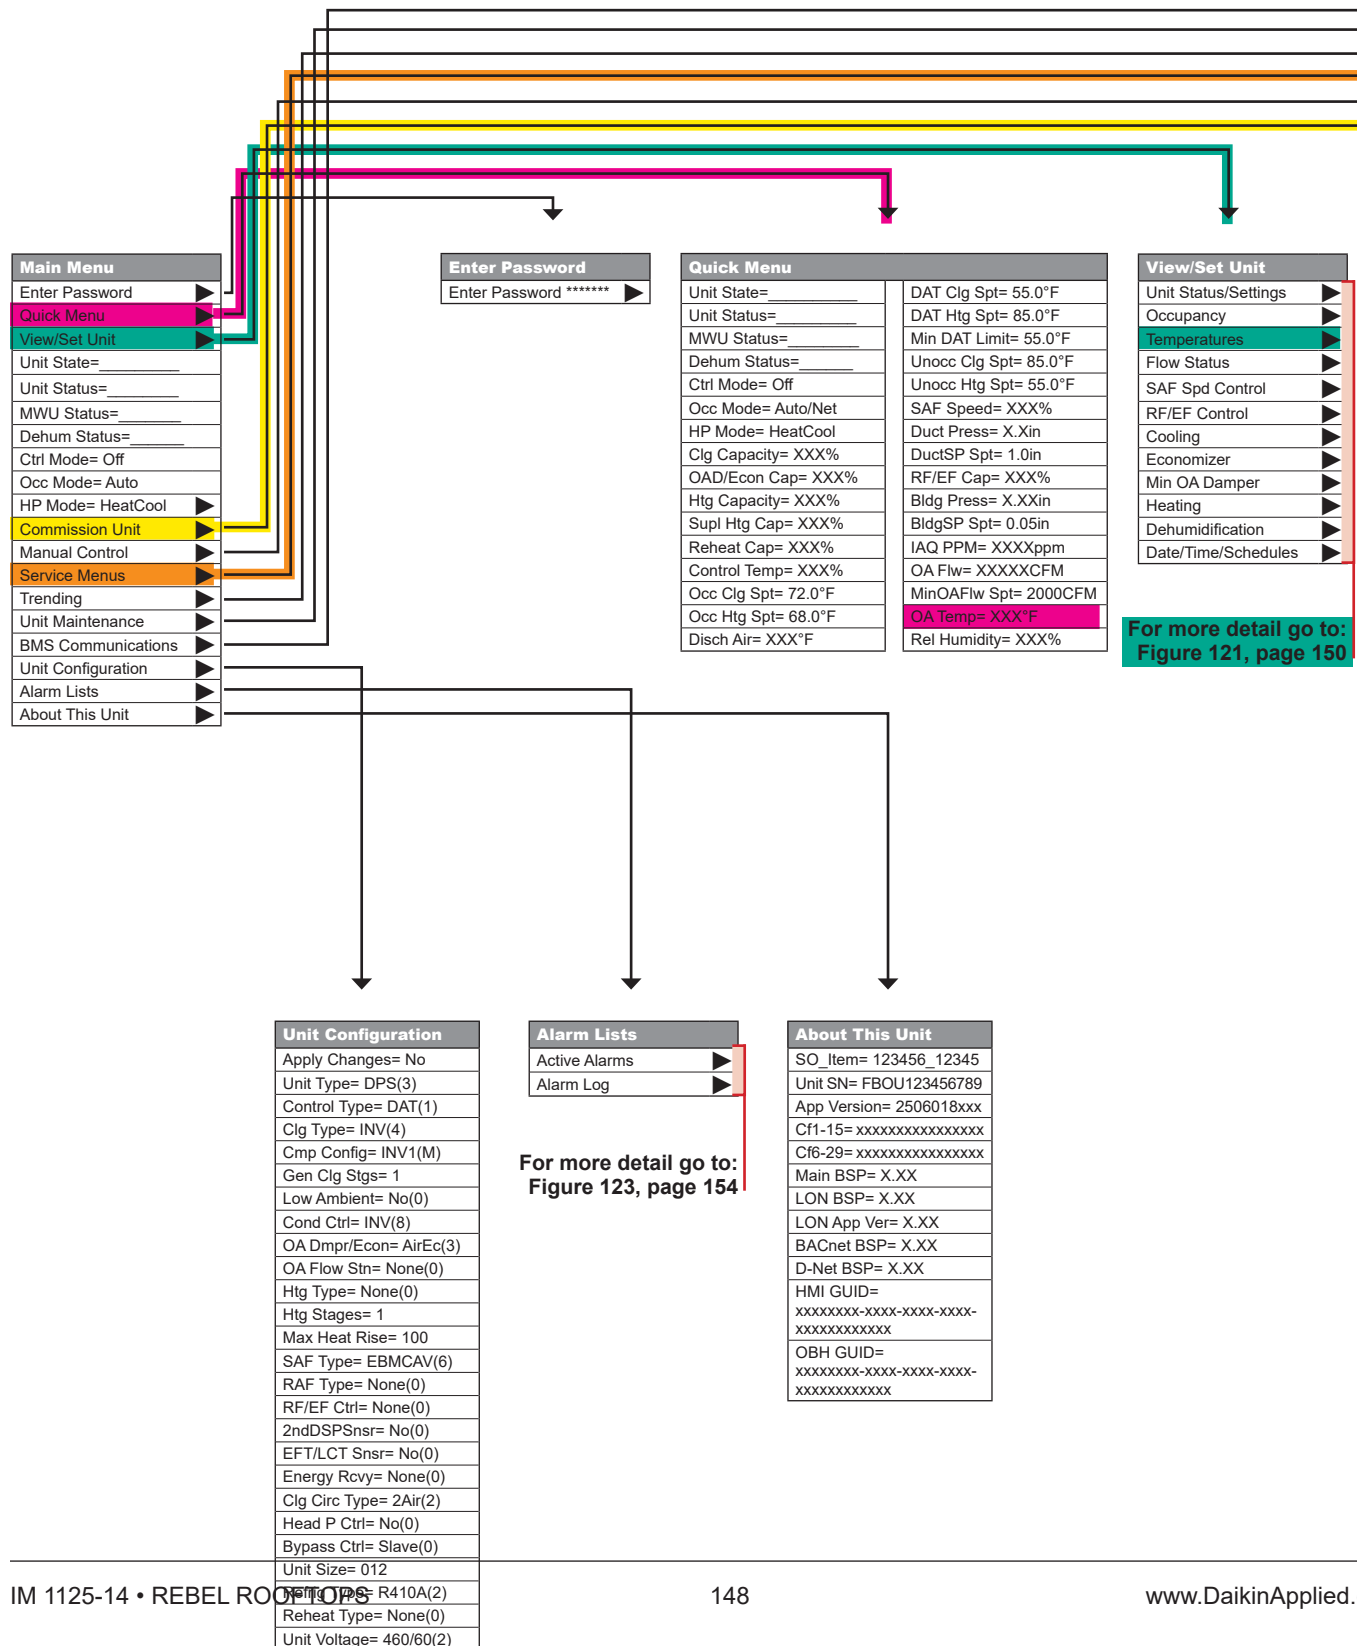 Main Menu
Enter Password
Quick Menu
View/Set Unit
Unit State=_________
Unit Status=________
MWU Status=_______
Dehum Status=______
Ctrl Mode= Off
Occ Mode= Auto
HP Mode= HeatCool
Commission Unit
Manual Control
Service Menus
Trending
Unit Maintenance
BMS Communications
Unit Configuration
Alarm Lists
About This Unit
Enter Password
Enter Password *******
Quick Menu
Unit State=_________
Unit Status=________
MWU Status=_______
Dehum Status=______
Ctrl Mode= Off
Occ Mode= Auto/Net
HP Mode= HeatCool
Clg Capacity= XXX%
OAD/Econ Cap= XXX%
Htg Capacity= XXX%
Supl Htg Cap= XXX%
Reheat Cap= XXX%
Control Temp= XXX%
Occ Clg Spt= 72.0°F
Occ Htg Spt= 68.0°F
Disch Air= XXX°F
DAT Clg Spt= 55.0°F
DAT Htg Spt= 85.0°F
Min DAT Limit= 55.0°F
Unocc Clg Spt= 85.0°F
Unocc Htg Spt= 55.0°F
SAF Speed= XXX%
Duct Press= X.Xin
DuctSP Spt= 1.0in
RF/EF Cap= XXX%
Bldg Press= X.XXin
BldgSP Spt= 0.05in
IAQ PPM= XXXXppm
OA Flw= XXXXXCFM
MinOAFlw Spt= 2000CFM
OA Temp= XXX°F
Rel Humidity= XXX%
View/Set Unit
Unit Status/Settings
Occupancy
Temperatures
Flow Status
SAF Spd Control
RF/EF Control
Cooling
Economizer
Min OA Damper
Heating
Dehumidification
Date/Time/Schedules
For more detail go to:
Figure 121, page 150
Unit Configuration
Apply Changes= No
Unit Type= DPS(3)
Control Type= DAT(1)
Clg Type= INV(4)
Cmp Config= INV1(M)
Gen Clg Stgs= 1
Low Ambient= No(0)
Cond Ctrl= INV(8)
OA Dmpr/Econ= AirEc(3)
OA Flow Stn= None(0)
Htg Type= None(0)
Htg Stages= 1
Max Heat Rise= 100
SAF Type= EBMCAV(6)
RAF Type= None(0)
RF/EF Ctrl= None(0)
2ndDSPSnsr= No(0)
EFT/LCT Snsr= No(0)
Energy Rcvy= None(0)
Clg Circ Type= 2Air(2)
Head P Ctrl= No(0)
Bypass Ctrl= Slave(0)
Unit Size= 012
Refrig Type= R410A(2)
Reheat Type= None(0)
Unit Voltage= 460/60(2)
Alarm Lists
Active Alarms
Alarm Log
For more detail go to:
Figure 123, page 154
About This Unit
SO_Item= 123456_12345
Unit SN= FBOU123456789
App Version= 2506018xxx
Cf1-15= xxxxxxxxxxxxxxxx
Cf6-29= xxxxxxxxxxxxxxxx
Main BSP= X.XX
LON BSP= X.XX
LON App Ver= X.XX
BACnet BSP= X.XX
D-Net BSP= X.XX
HMI GUID=
xxxxxxxx-xxxx-xxxx-xxxx-
xxxxxxxxxxxx
OBH GUID=
xxxxxxxx-xxxx-xxxx-xxxx-
xxxxxxxxxxxx
IM 1125-14 • REBEL ROOFTOPS
148
www.DaikinApplied.